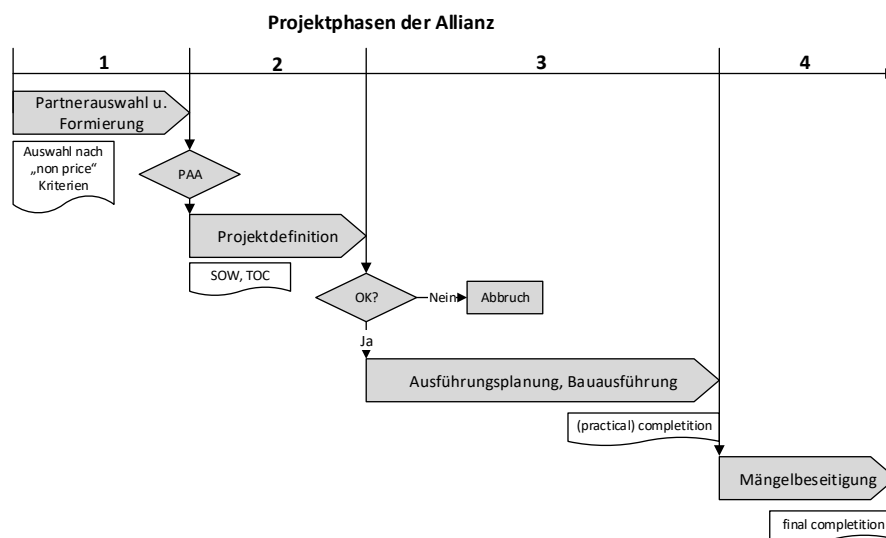 Projektphasen der Allianz
1
2
3
4
Partnerauswahl u.
Formierung
Auswahl nach
„non price“
Kriterien
PAA
Projektdefinition
SOW, TOC
OK?
Nein
Abbruch
Ja
Ausführungsplanung, Bauausführung
(practical) completition
Mängelbeseitigung
final completition